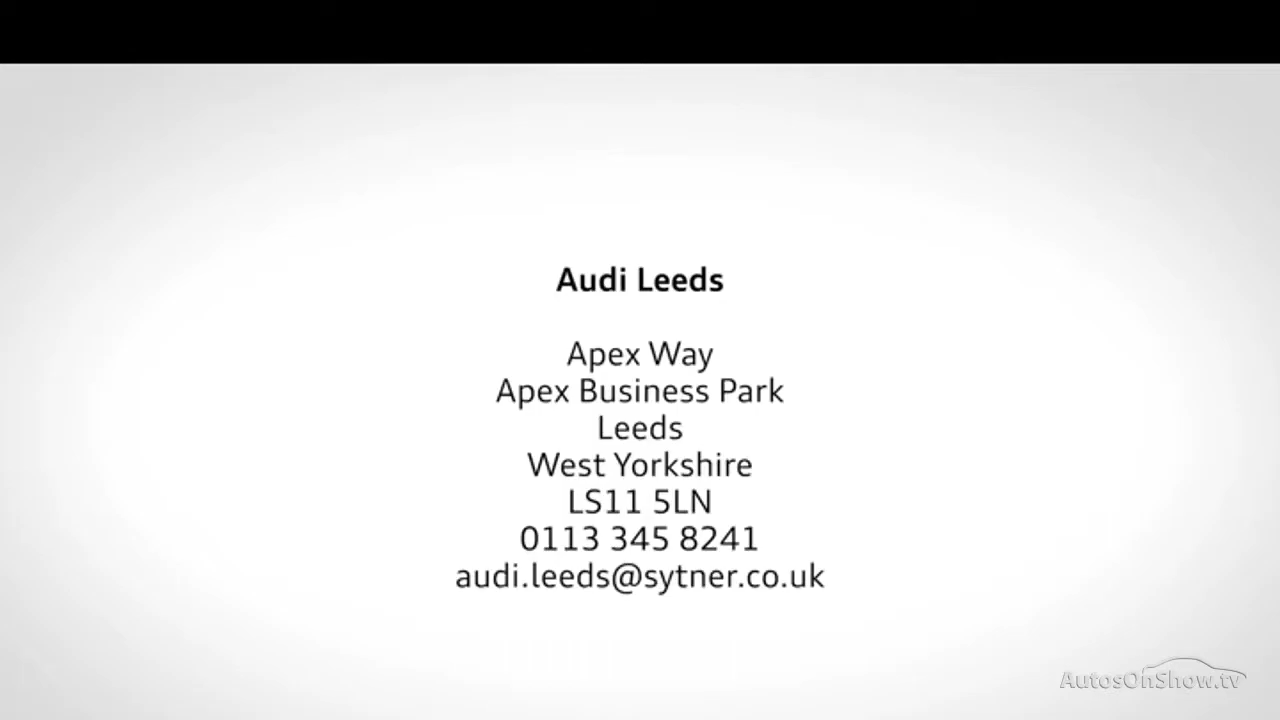 Audi Leeds
Apex Way
Apex Business Park
Leeds
West Yorkshire
LS11 5LN
0113 345 8241
audi.leeds@sytner.co.uk
AutosOnShow.tv